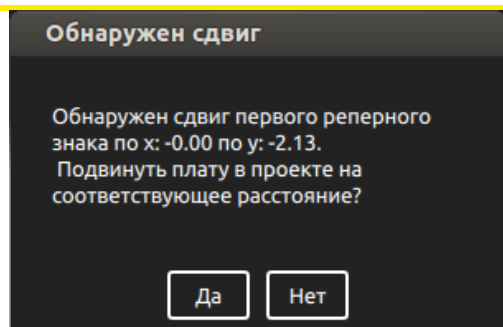 Обнаружен сдвиг
Обнаружен сдвиг первого реперного
знака по x: -0.00 по y: -2.13.
Подвинуть плату в проекте на
соответствующее расстояние?
Да Нет